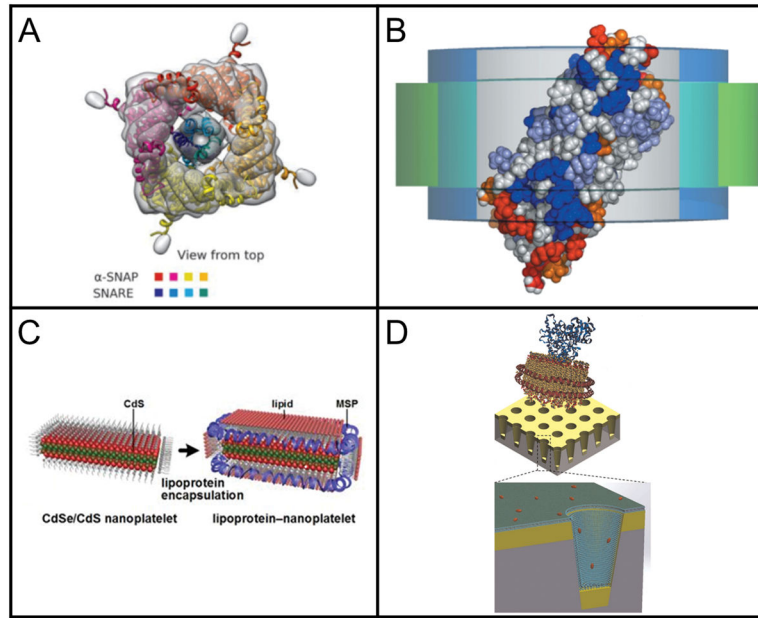 A
View from top
α-SNAP
SNARE
B
C
CdS
lipid
MSP
lipoprotein
encapsulation
CdSe/CdS nanoplatelet
lipoprotein–nanoplatelet
D